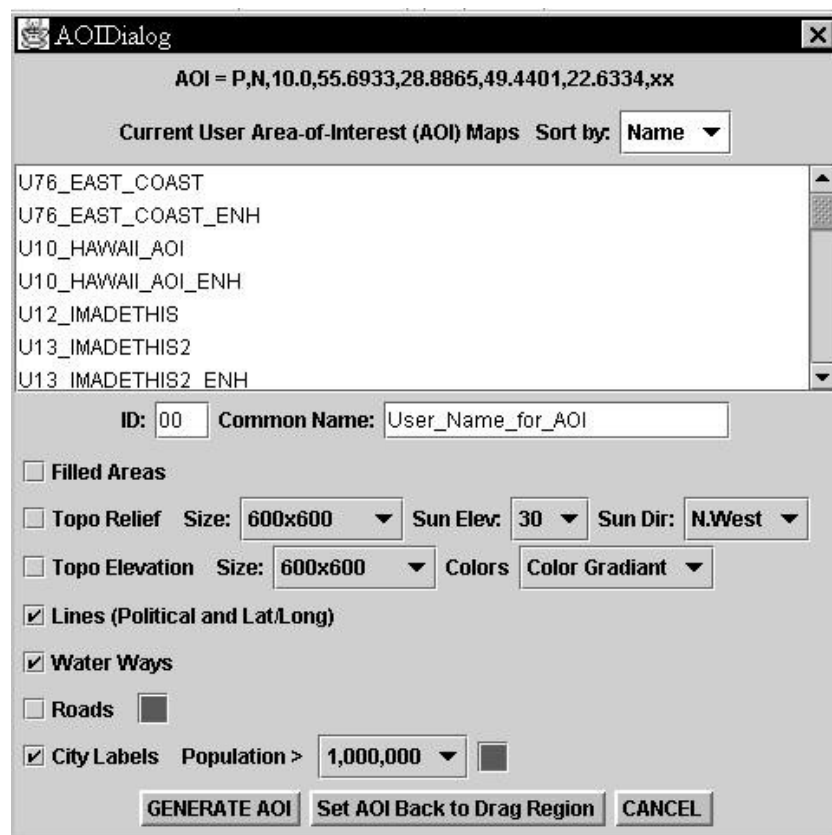 AOIDialog
AOI = P,N,10.0,55.6933,28.8865,49.4401,22.6334,xx
Current User Area-of-Interest (AOI) Maps Sort by: Name
U76_EAST_COAST
U76_EAST_COAST_ENH
U10_HAWAII_AOI
U10_HAWAII_AOI_ENH
U12_IMADETHIS
U13_IMADETHIS2
U13_IMADETHIS2_ENH
ID: 00 Common Name: User_Name_for_AOI
Filled Areas
Topo Relief Size: 600x600 Sun Elev: 30 Sun Dir: N.West
Topo Elevation Size: 600x600 Colors Color Gradiant
Lines (Political and Lat/Long)
Water Ways
Roads
City Labels Population > 1,000,000
GENERATE AOI Set AOI Back to Drag Region CANCEL